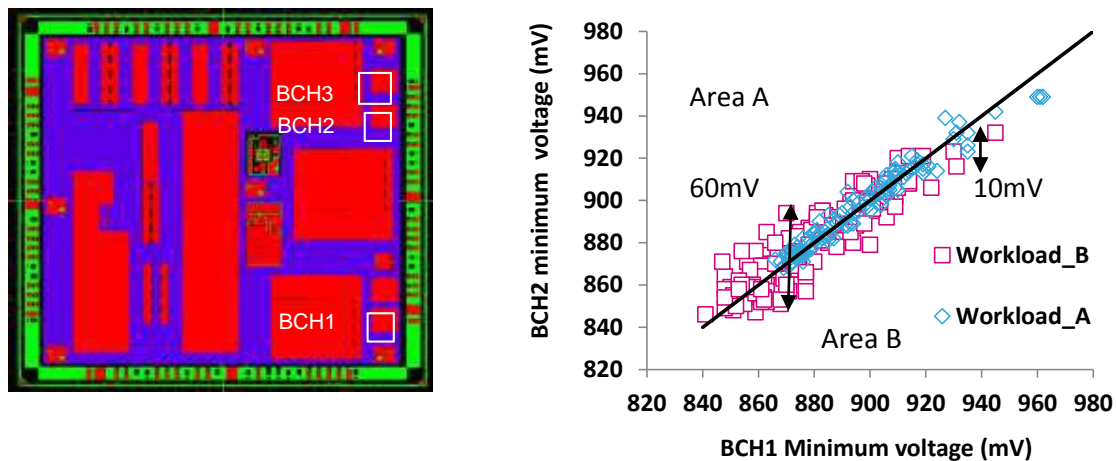 BCH3
BCH2
BCH1
BCH2 minimum voltage (mV)
980
960
940
920
900
880
860
840
820
Area A
60mV
10mV
Workload_B
Workload_A
Area B
820 840 860 880 900 920 940 960 980
BCH1 Minimum voltage (mV)